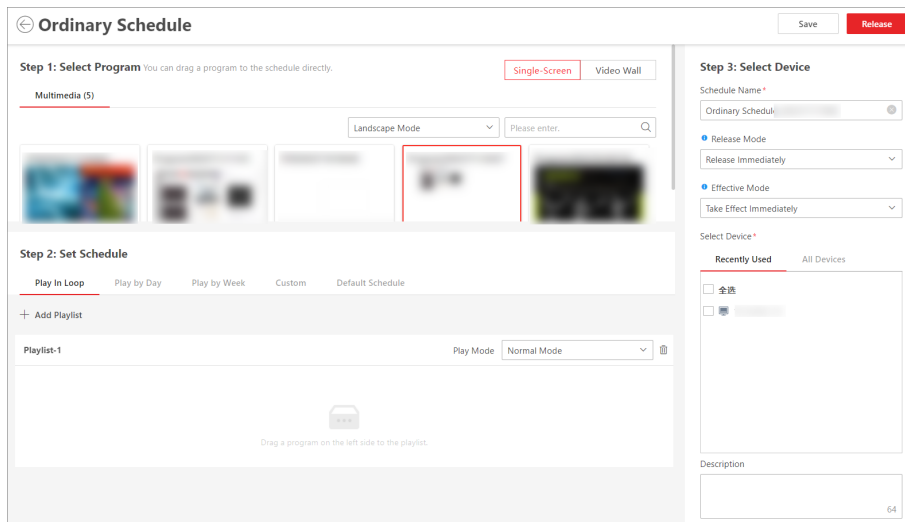 Ordinary Schedule
Save
Release
Step 1: Select Program You can drag a program to the schedule directly.
Single-Screen
Video Wall
Multimedia (5)
Landscape Mode
Please enter.
Step 2: Set Schedule
Play In Loop
Play by Day
Play by Week
Custom
Default Schedule
+ Add Playlist
Playlist-1
Play Mode
Normal Mode
Drag a program on the left side to the playlist.
Step 3: Select Device
Schedule Name*
Ordinary Schedule
Release Mode
Release Immediately
Effective Mode
Take Effect Immediately
Select Device*
Recently Used
All Devices
全选
Description
64